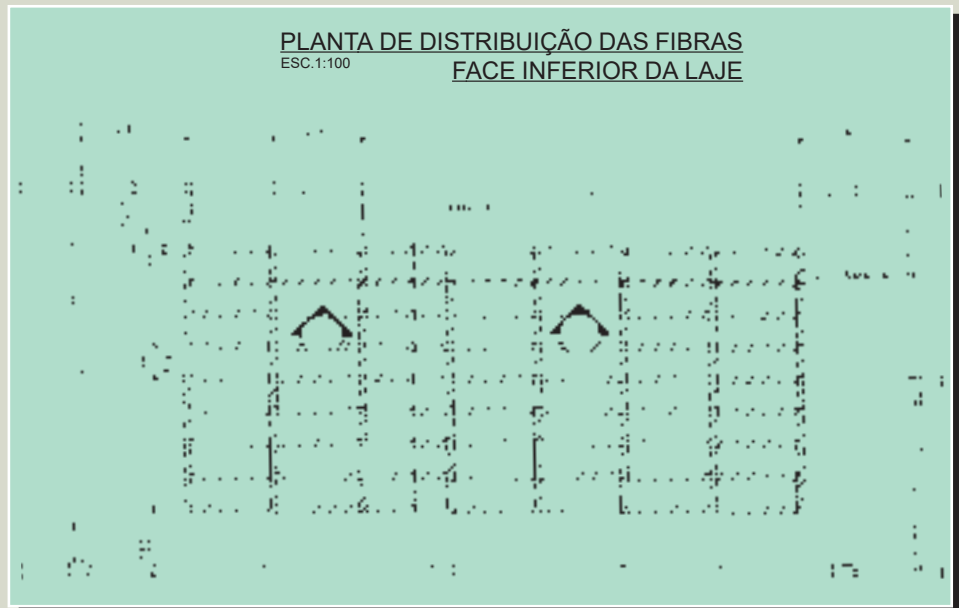 PLANTA DE DISTRIBUIÇÃO DAS FIBRAS
ESC.1:100
FACE INFERIOR DA LAJE